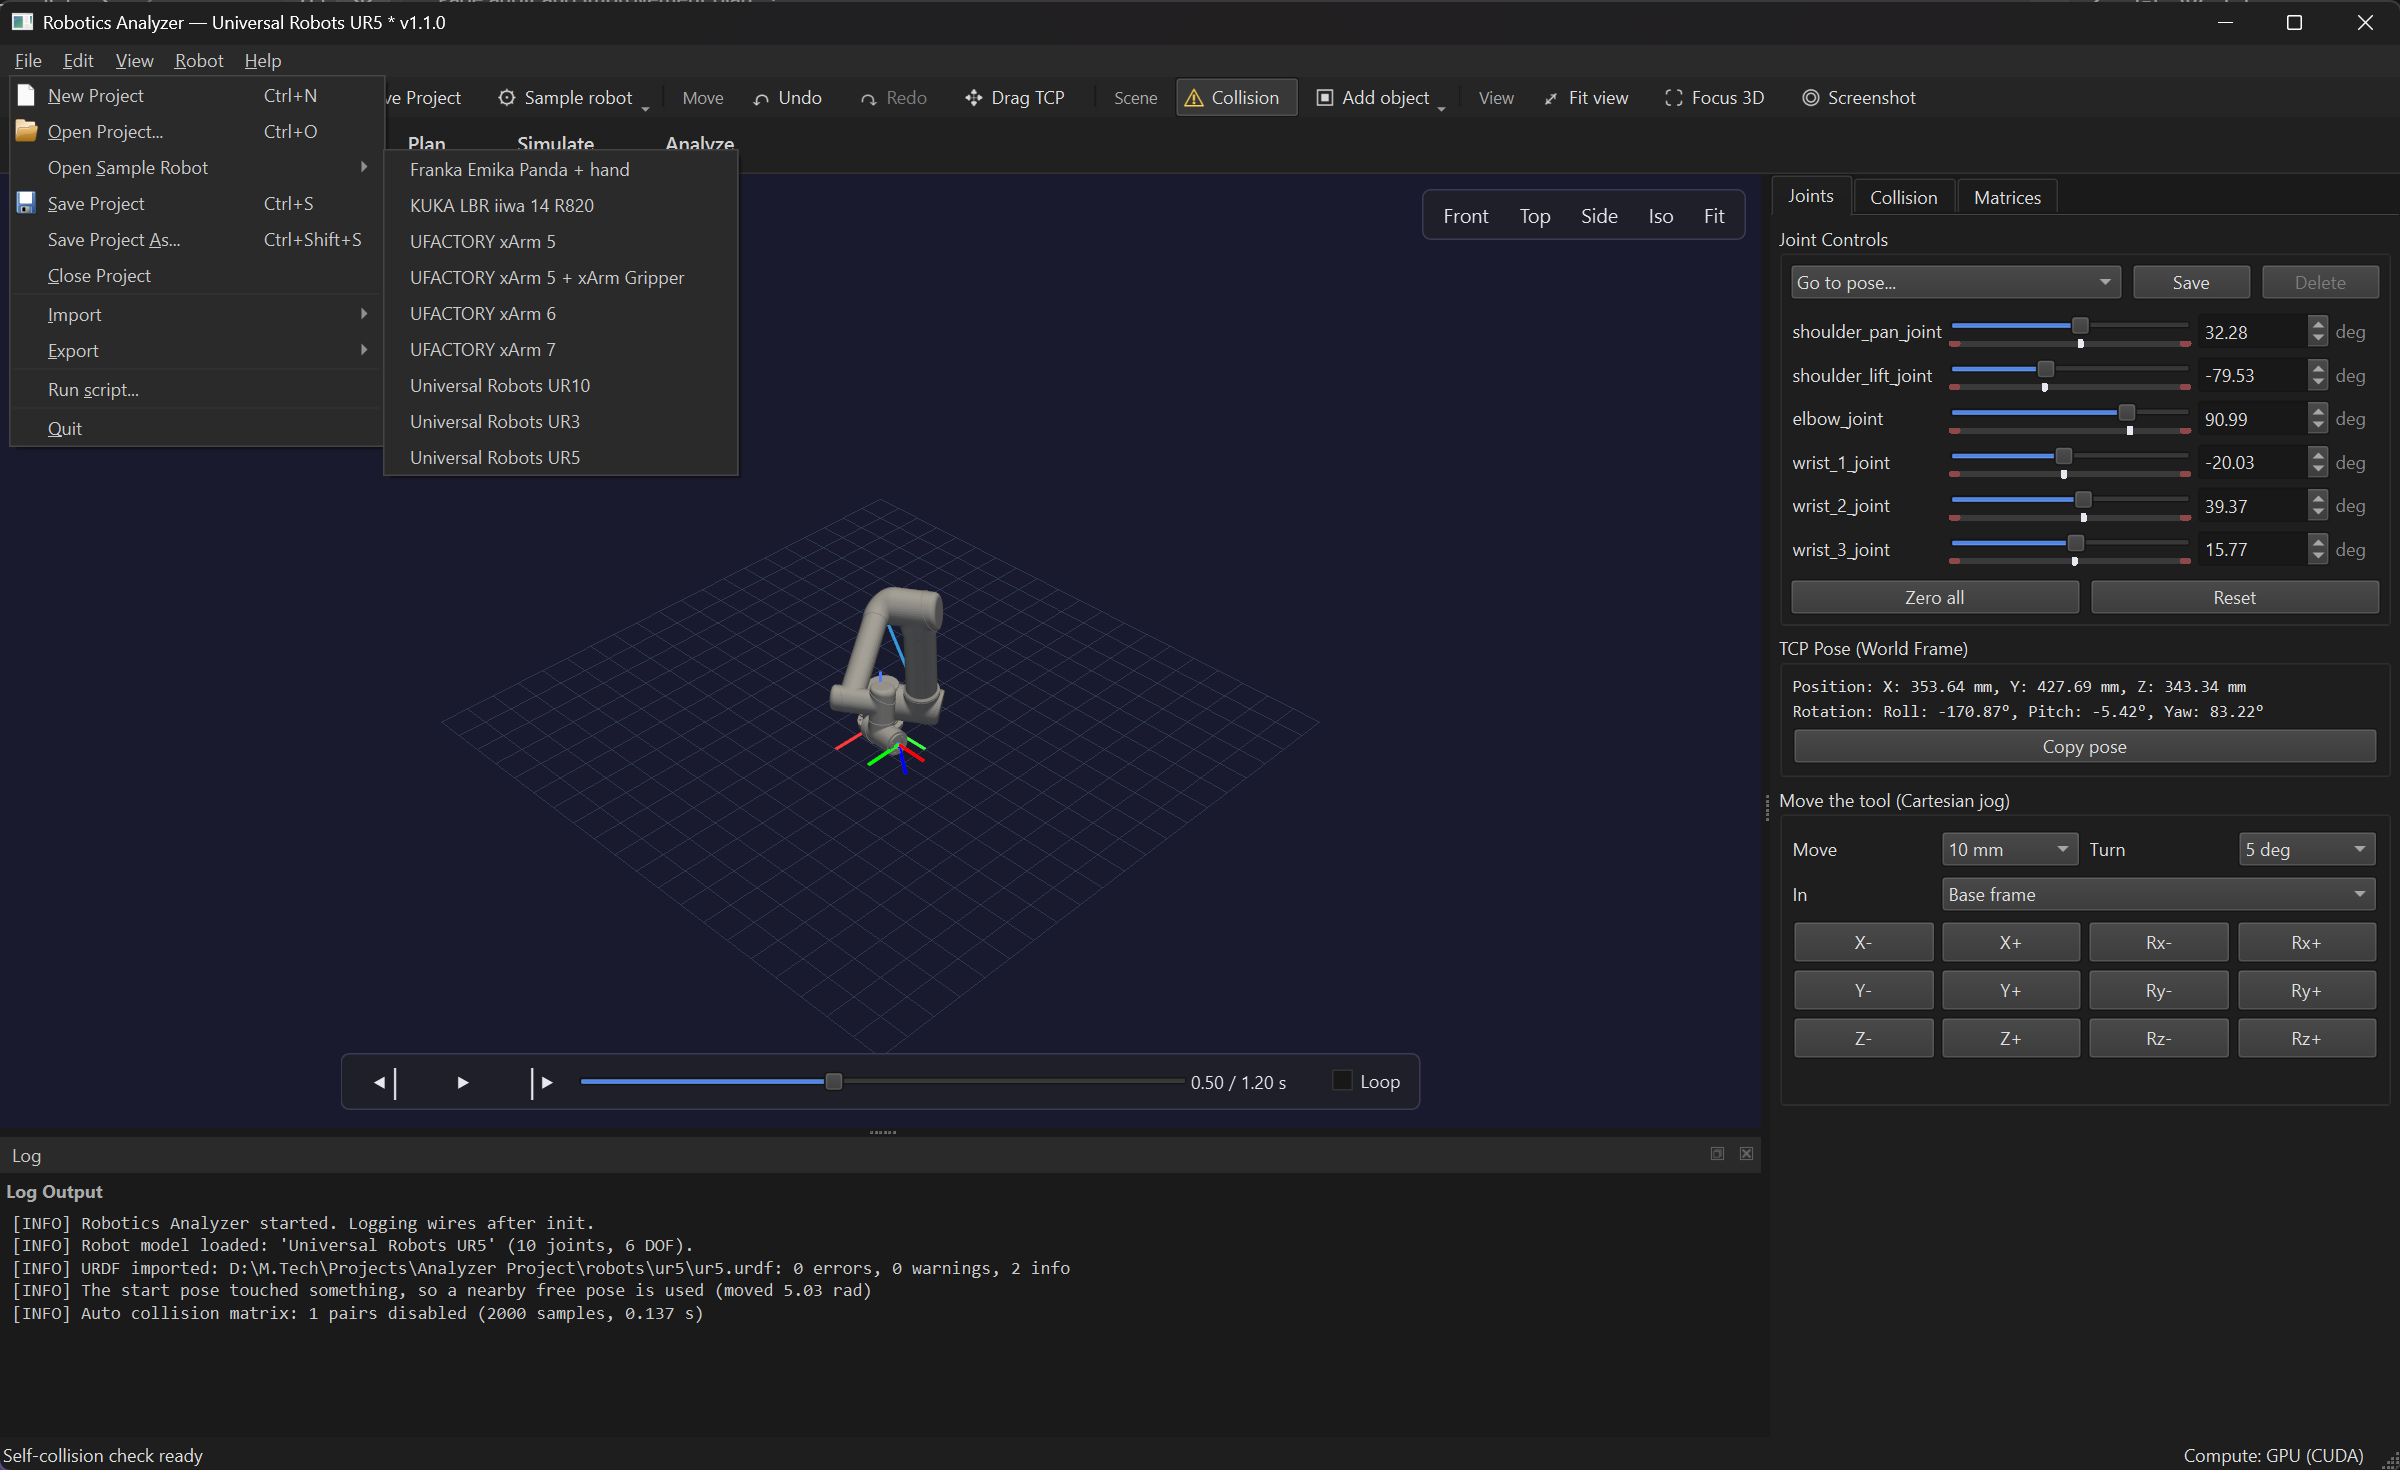 Robotics Analyzer — Universal Robots UR5 * v1.1.0
File Edit View Robot Help
New Project Ctrl+N
Open Project... Ctrl+O
Open Sample Robot
Save Project Ctrl+S
Save Project As... Ctrl+Shift+S
Close Project
Import
Export
Run script...
Quit
Project Sample robot Move Undo Redo Drag TCP Scene Collision Add object View Fit view Focus 3D Screenshot
Plan Simulate Analyze
Franka Emika Panda + hand
KUKA LBR iiwa 14 R820
UFACTORY xArm 5
UFACTORY xArm 5 + xArm Gripper
UFACTORY xArm 6
UFACTORY xArm 7
Universal Robots UR10
Universal Robots UR3
Universal Robots UR5
Front Top Side Iso Fit
0.50 / 1.20 s Loop
Joints Collision Matrices
Joint Controls
Go to pose... Save Delete
shoulder_pan_joint 32.28 deg
shoulder_lift_joint -79.53 deg
elbow_joint 90.99 deg
wrist_1_joint -20.03 deg
wrist_2_joint 39.37 deg
wrist_3_joint 15.77 deg
Zero all Reset
TCP Pose (World Frame)
Position: X: 353.64 mm, Y: 427.69 mm, Z: 343.34 mm
Rotation: Roll: -170.87º, Pitch: -5.42º, Yaw: 83.22º
Copy pose
Move the tool (Cartesian jog)
Move 10 mm Turn 5 deg
In Base frame
X- X+ Rx- Rx+
Y- Y+ Ry- Ry+
Z- Z+ Rz- Rz+
Log
Log Output
[INFO] Robotics Analyzer started. Logging wires after init.
[INFO] Robot model loaded: 'Universal Robots UR5' (10 joints, 6 DOF).
[INFO] URDF imported: D:\M.Tech\Projects\Analyzer Project\robots\ur5\ur5.urdf: 0 errors, 0 warnings, 2 info
[INFO] The start pose touched something, so a nearby free pose is used (moved 5.03 rad)
[INFO] Auto collision matrix: 1 pairs disabled (2000 samples, 0.137 s)
Self-collision check ready Compute: GPU (CUDA)